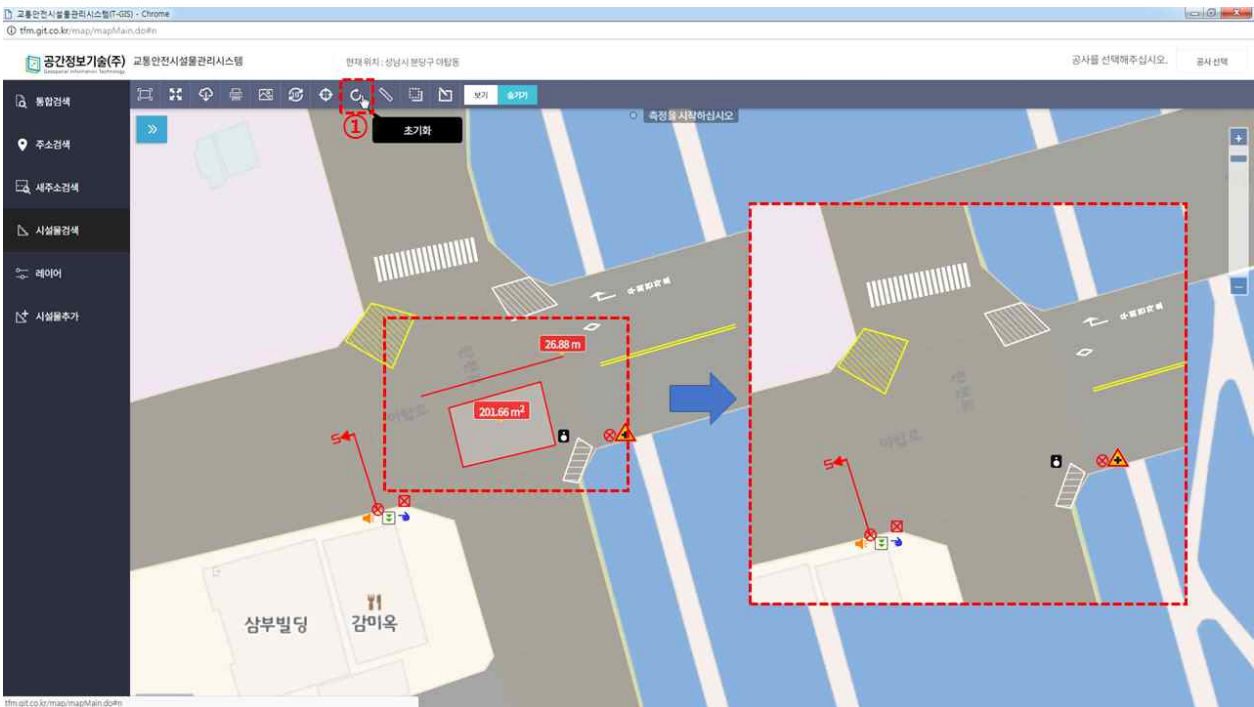 교통안전시설물관리시스템(T-GIS) - Chrome
tfm.git.co.kr/map/mapMain.do#n
공간정보기술(주)
Geospatial Information Technology
교통안전시설물관리시스템
현재 위치 : 성남시 분당구 야탑동
공사를 선택해주십시오.
공사 선택
통합검색
주소검색
새주소검색
시설물검색
레이어
시설물추가
보기
숨기기
①
초기화
측정을 시작하십시오
26.88 m
201.66 m²
야탑로
삼부빌딩
감미옥
야탑로
tfm.git.co.kr/map/mapMain.do#n